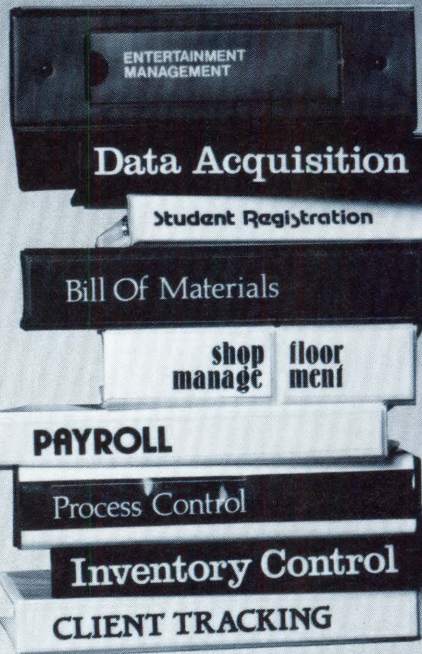 ENTERTAINMENT
MANAGEMENT
Data Acquisition
Student Registration
Bill Of Materials
shop floor
manage ment
PAYROLL
Process Control
Inventory Control
CLIENT TRACKING